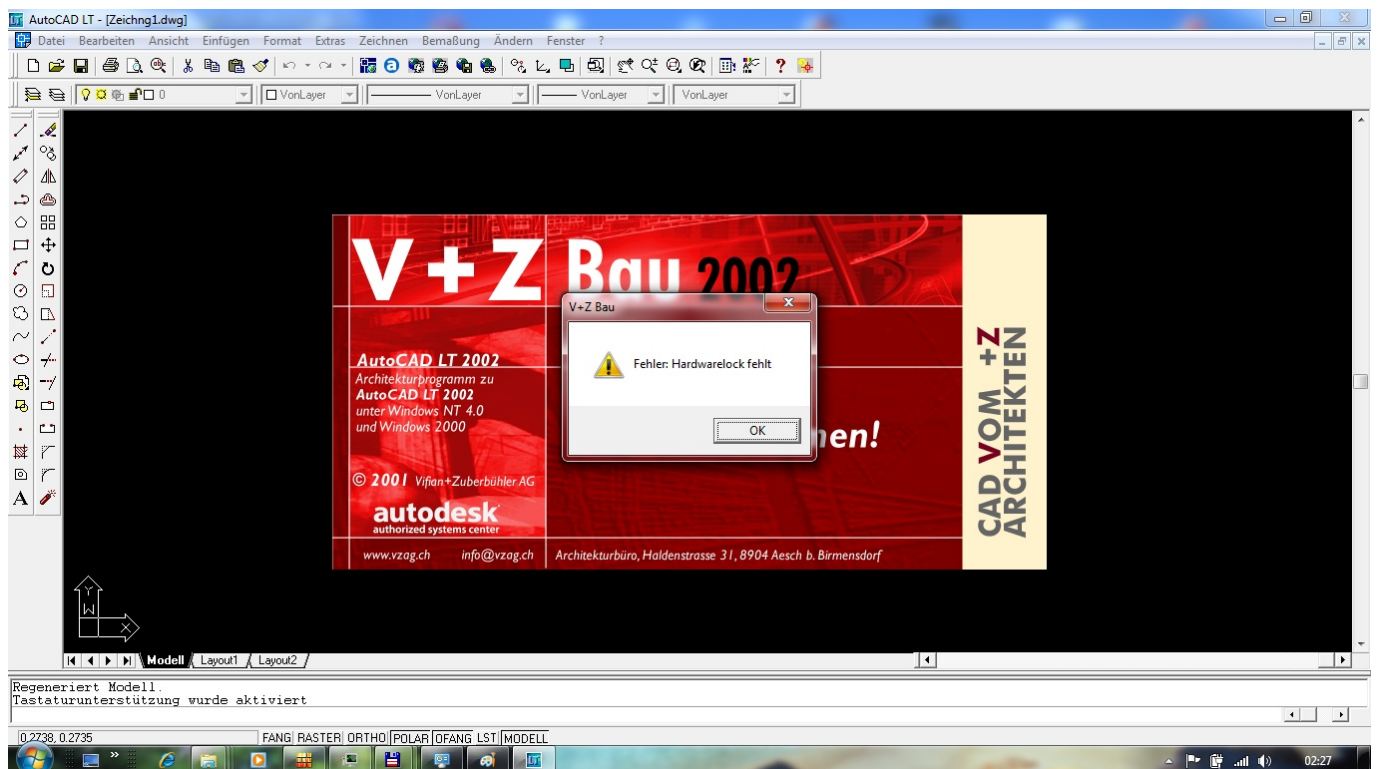 AutoCAD LT - [Zeichng1.dwg]
Datei Bearbeiten Ansicht Einfügen Format Extras Zeichnen Bemaßung Ändern Fenster ?
0 VonLayer VonLayer VonLayer VonLayer
V+Z Bau 2002
V+Z Bau
Fehler: Hardwarelock fehlt
OK
AutoCAD LT 2002
Architekturprogramm zu
AutoCAD LT 2002
unter Windows NT 4.0
und Windows 2000
en!
© 2001 Vifian+Zuberbühler AG
autodesk
authorized systems center
www.vzag.ch info@vzag.ch Architekturbüro, Haldenstrasse 31, 8904 Aesch b. Birmensdorf
CAD VOM +Z
ARCHITEKTEN
Y
W
X
Modell Layout1 Layout2
Regeneriert Modell.
Tastaturunterstützung wurde aktiviert
0.2738, 0.2735 FANG RASTER ORTHO POLAR OFANG LST MODELL
02:27